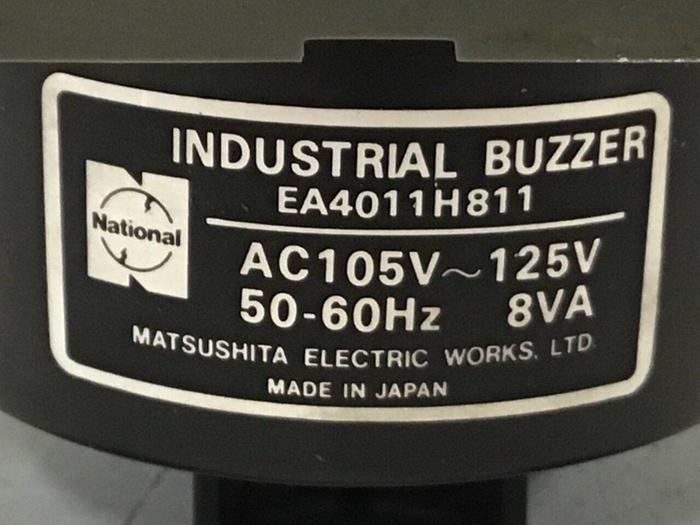 INDUSTRIAL BUZZER
EA4011H811
National
AC105V~125V
50-60Hz 8VA
MATSUSHITA ELECTRIC WORKS. LTD
MADE IN JAPAN